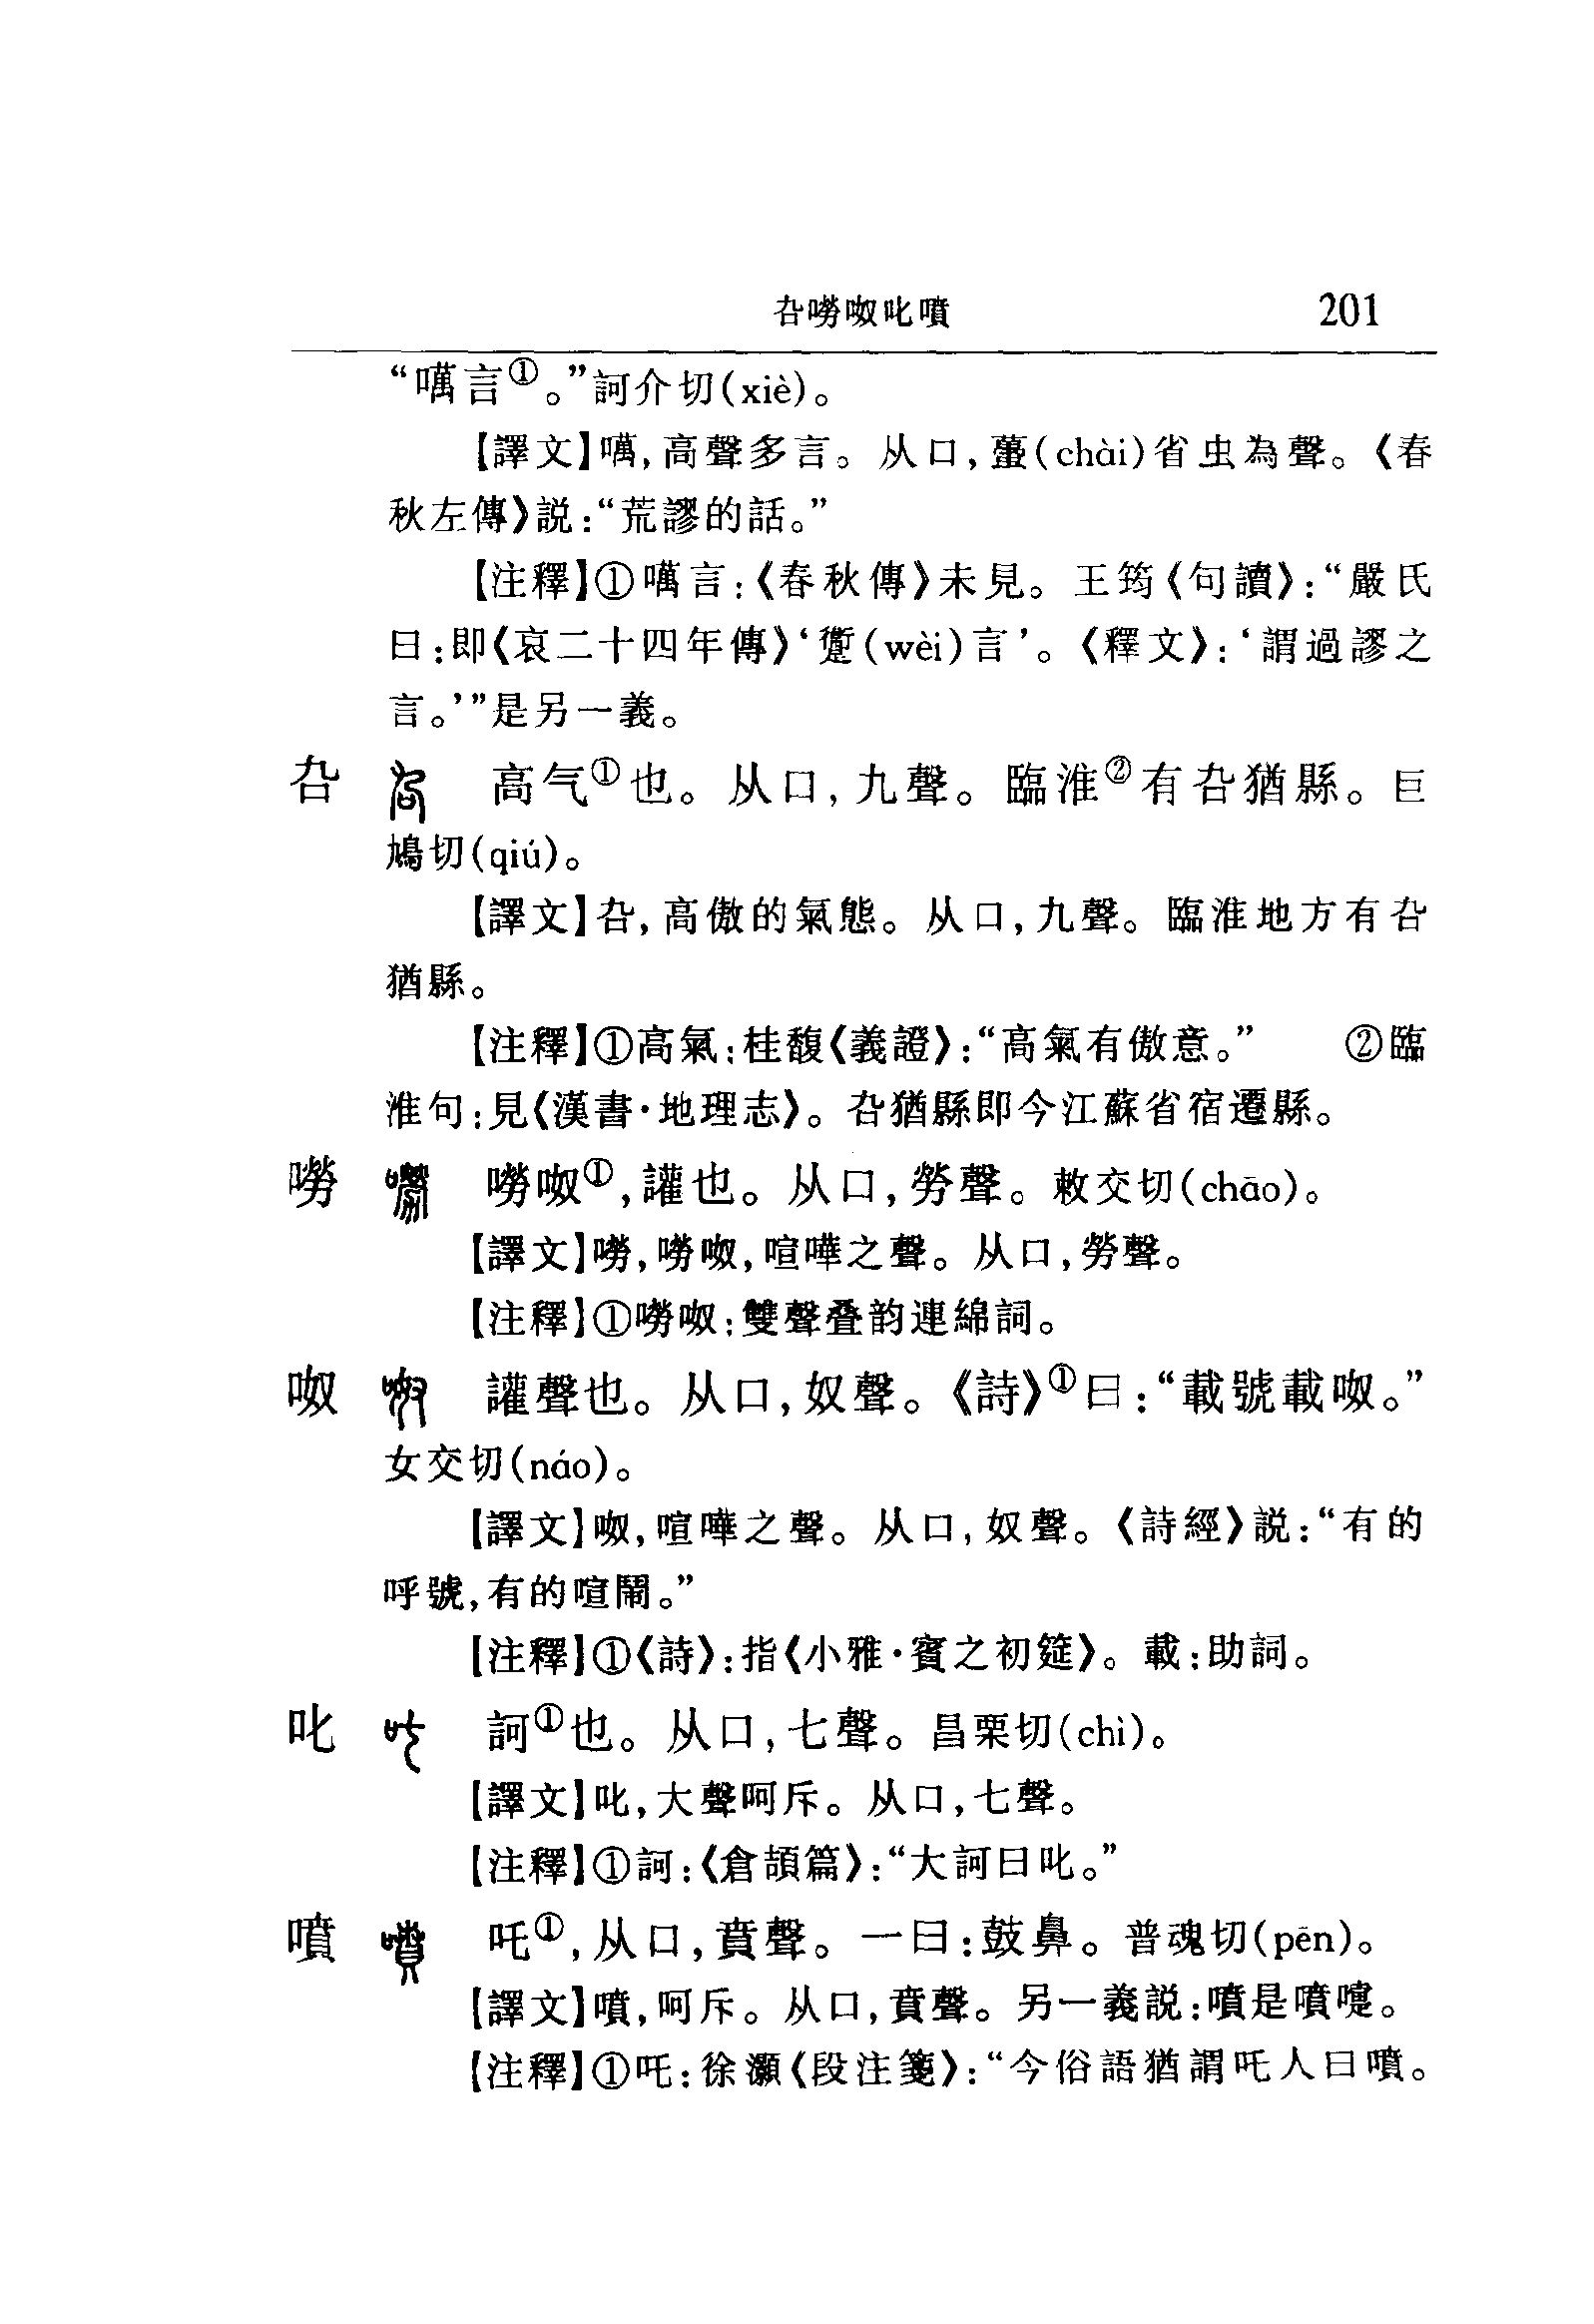 叴嘮呶叱噴 201
“噧言①。”訶介切(xiè)。
【譯文】噧,高聲多言。从口,蠆(chài)省虫為聲。《春
秋左傳》説:“荒謬的話。”
【注釋】①噧言:《春秋傳》未見。王筠《句讀》:“嚴氏
曰:即《哀二十四年傳》‘躗(wèi)言’。《釋文》:‘謂過謬之
言。’”是另一義。
叴 高气①也。从口,九聲。臨淮②有叴猶縣。巨
鳩切(qiú)。
【譯文】叴,高傲的氣態。从口,九聲。臨淮地方有叴
猶縣。
【注釋】①高氣:桂馥《義證》:“高氣有傲意。” ②臨
淮句:見《漢書·地理志》。叴猶縣即今江蘇省宿遷縣。
嘮 嘮呶①,讙也。从口,勞聲。敕交切(chāo)。
【譯文】嘮,嘮呶,喧嘩之聲。从口,勞聲。
【注釋】①嘮呶:雙聲叠韵連綿詞。
呶 讙聲也。从口,奴聲。《詩》①曰:“載號載呶。”
女交切(náo)。
【譯文】呶,喧嘩之聲。从口,奴聲。《詩經》説:“有的
呼號,有的喧鬧。”
【注釋】①《詩》:指《小雅·賓之初筵》。載:助詞。
叱 訶①也。从口,七聲。昌栗切(chì)。
【譯文】叱,大聲呵斥。从口,七聲。
【注釋】①訶:《倉頡篇》:“大訶曰叱。”
噴 吒①,从口,賁聲。一曰:鼓鼻。普魂切(pēn)。
【譯文】噴,呵斥。从口,賁聲。另一義説:噴是噴嚏。
【注釋】①吒:徐灝《段注箋》:“今俗語猶謂吒人曰噴。